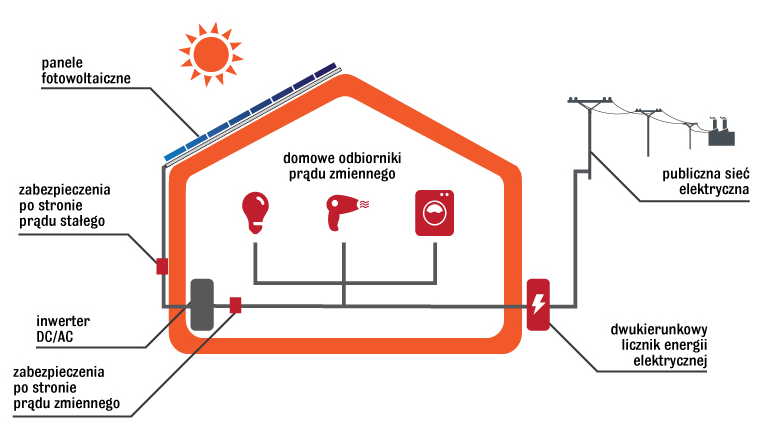 panele
fotowoltaiczne
domowe odbiorniki
prądu zmiennego
publiczna sieć
elektryczna
zabezpieczenia
po stronie
prądu stałego
inwerter
DC/AC
dwukierunkowy
licznik energii
elektrycznej
zabezpieczenia
po stronie
prądu zmiennego